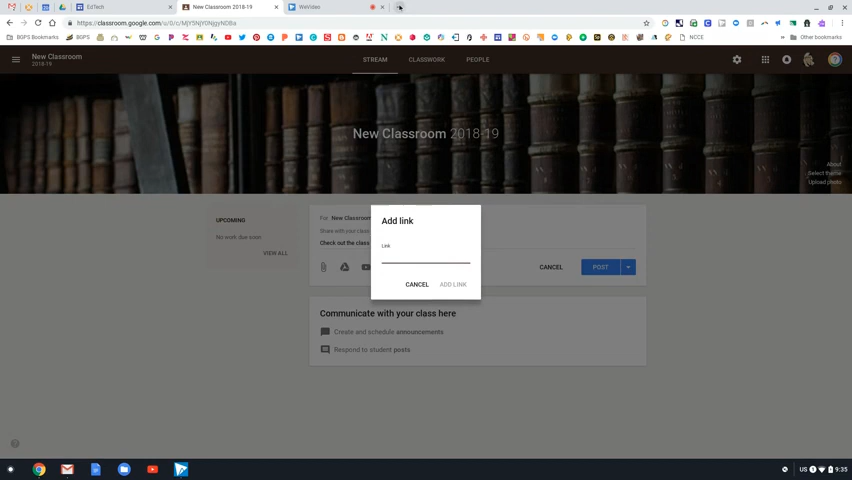 EdTech
New Classroom 2018-19
WeVideo
https://classroom.google.com/u/0/c/MjY5NjY0NjgyNDBa
BGPS Bookmarks
BGPS Sites
NCCE
Other bookmarks
New Classroom
2018-19
STREAM
CLASSWORK
PEOPLE
New Classroom 2018-19
About
Select theme
Upload photo
UPCOMING
No work due soon
VIEW ALL
For New Classroom
Share with your class
Check out the class
CANCEL
POST
Add link
Link
CANCEL
ADD LINK
Communicate with your class here
Create and schedule announcements
Respond to student posts
US
9:35